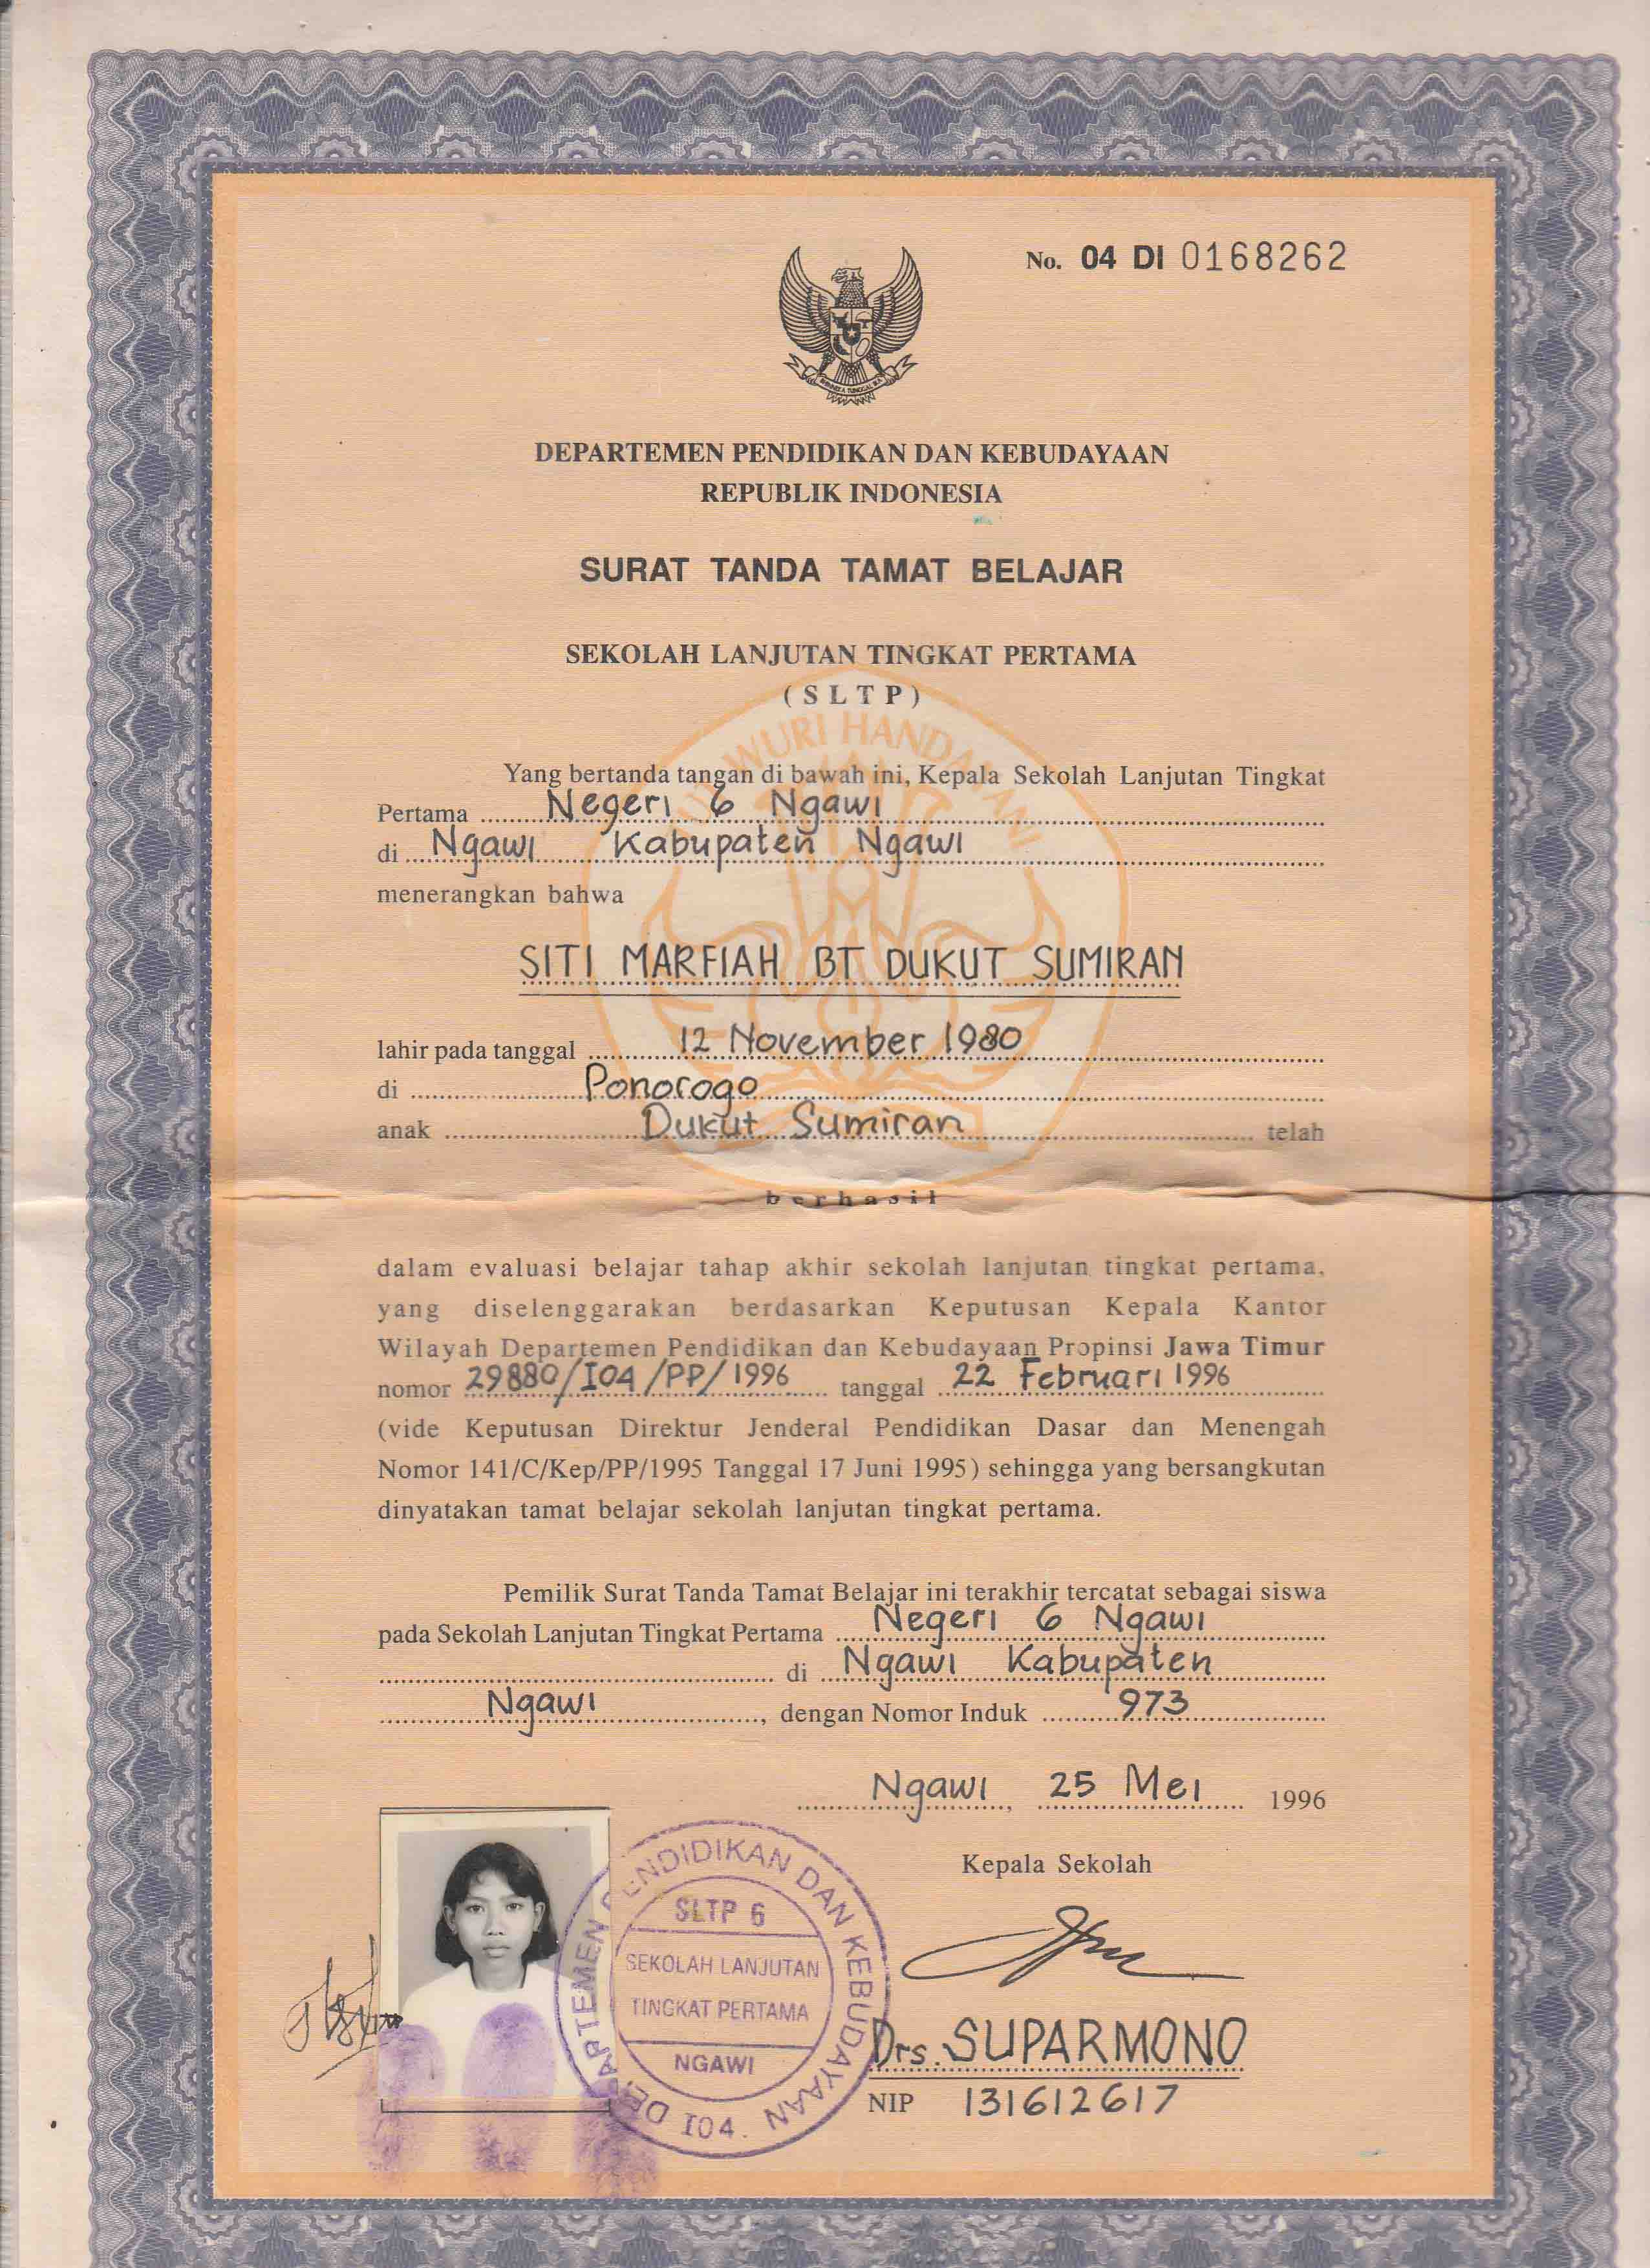 No. 04 DI 0168262
DEPARTEMEN PENDIDIKAN DAN KEBUDAYAAN
REPUBLIK INDONESIA
SURAT TANDA TAMAT BELAJAR
SEKOLAH LANJUTAN TINGKAT PERTAMA
(SLTP)
WURI HANDAYANI
Yang bertanda tangan di bawah ini, Kepala Sekolah Lanjutan Tingkat
Pertama Negeri 6 Ngawi
di Ngawi Kabupaten Ngawi
menerangkan bahwa
SITI MARFIAH BT DUKUT SUMIRAN
lahir pada tanggal 12 November 1980
di Ponorogo
anak Dukut Sumiran telah
berhasil
dalam evaluasi belajar tahap akhir sekolah lanjutan tingkat pertama,
yang diselenggarakan berdasarkan Keputusan Kepala Kantor
Wilayah Departemen Pendidikan dan Kebudayaan Propinsi Jawa Timur
nomor 29880/I04/PP/1996 tanggal 22 Februari 1996
(vide Keputusan Direktur Jenderal Pendidikan Dasar dan Menengah
Nomor 141/C/Kep/PP/1995 Tanggal 17 Juni 1995) sehingga yang bersangkutan
dinyatakan tamat belajar sekolah lanjutan tingkat pertama.
Pemilik Surat Tanda Tamat Belajar ini terakhir tercatat sebagai siswa
pada Sekolah Lanjutan Tingkat Pertama Negeri 6 Ngawi
di Ngawi Kabupaten
Ngawi, dengan Nomor Induk 973
Ngawi, 25 Mei 1996
Kepala Sekolah
DEPARTEMEN PENDIDIKAN DAN KEBUDAYAAN
SLTP 6
SEKOLAH LANJUTAN
TINGKAT PERTAMA
NGAWI
I04.
Drs. SUPARMONO
NIP 131612617